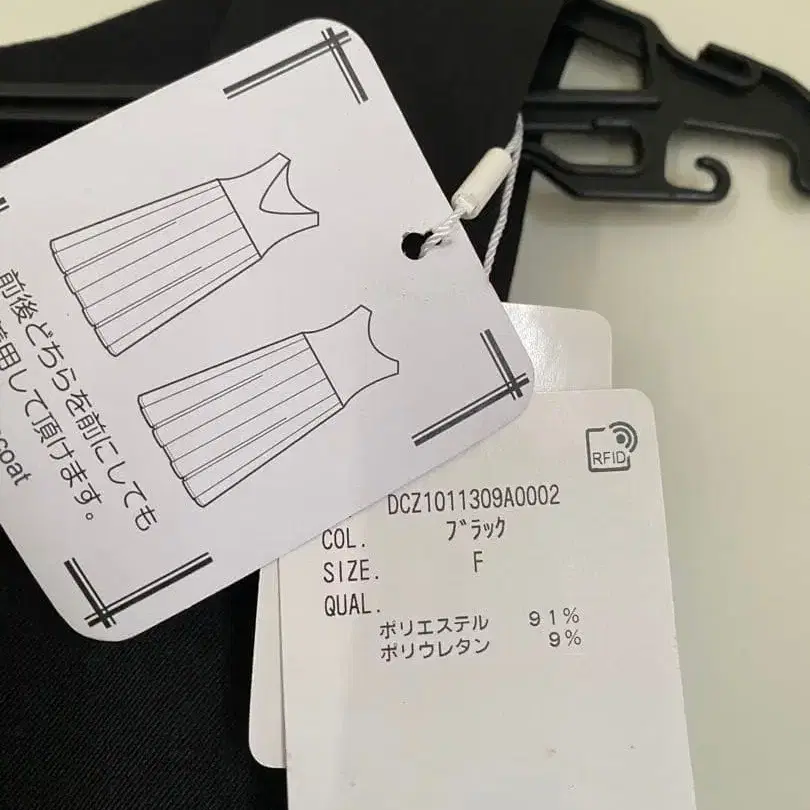 前後どちらを前にしても
着用して頂けます。
coat
RFID
DCZ1011309A0002
COL. ブラック
SIZE. F
QUAL.
ポリエステル 91%
ポリウレタン 9%